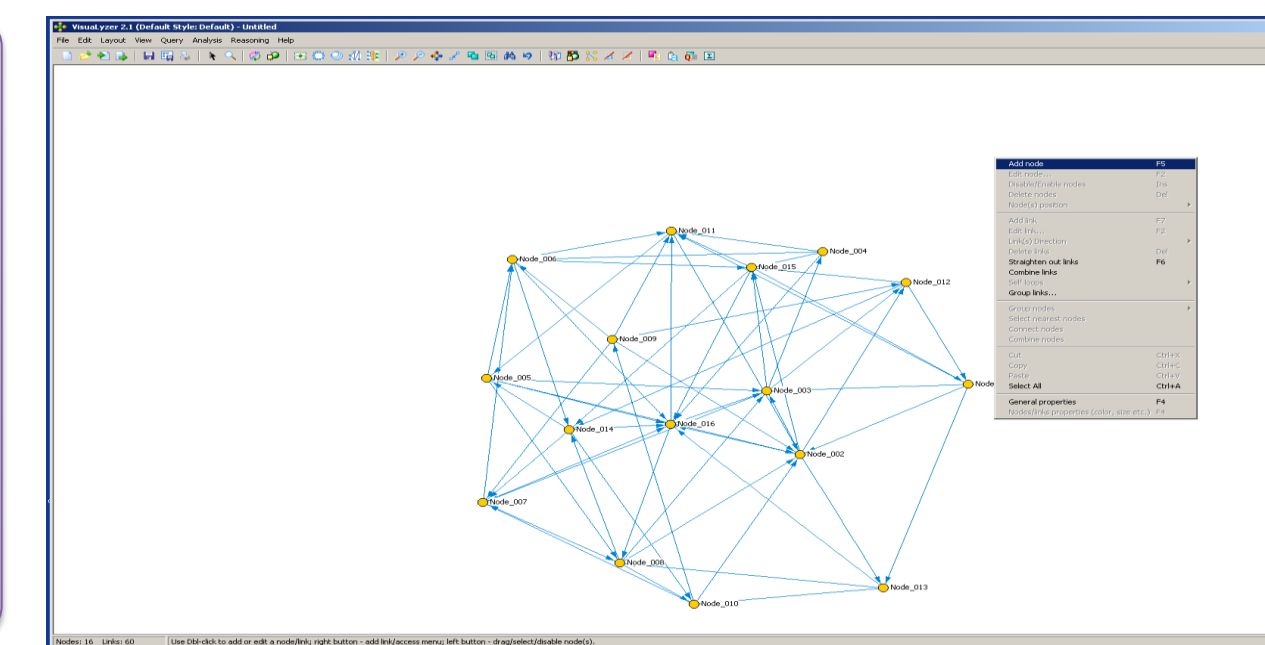 VisuaLyzer 2.1 (Default Style: Default) - Untitled
File Edit Layout View Query Analysis Reasoning Help
Add node F5
Edit node... F2
Disable/Enable nodes Ins
Delete nodes Del
Node(s) position
Add link F7
Edit link... F2
Link(s) Direction
Delete links Del
Straighten out links F6
Combine links
Self loops
Group links...
Group nodes
Select nearest nodes
Connect nodes
Combine nodes
Cut Ctrl+X
Copy Ctrl+C
Paste Ctrl+V
Select All Ctrl+A
General properties F4
Nodes/links properties (color, size etc.) F4
Node_011
Node_004
Node_006
Node_015
Node_012
Node_009
Node_005
Node_003
Node
Node_014
Node_016
Node_002
Node_007
Node_008
Node_013
Node_010
Nodes: 16 Links: 60 Use Dbl-click to add or edit a node/link; right button - add link/access menu; left button - drag/select/disable node(s).